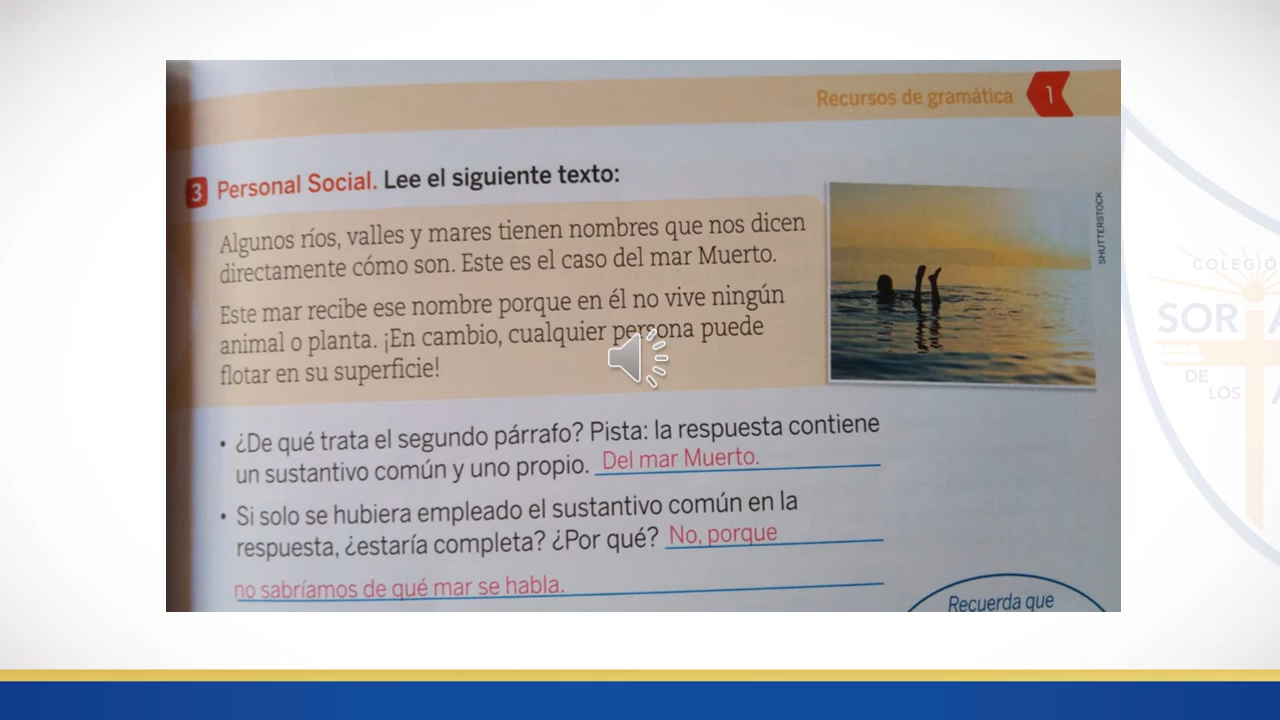 Recursos de gramática 1
3 Personal Social. Lee el siguiente texto:
Algunos ríos, valles y mares tienen nombres que nos dicen
directamente cómo son. Este es el caso del mar Muerto.
Este mar recibe ese nombre porque en él no vive ningún
animal o planta. ¡En cambio, cualquier persona puede
flotar en su superficie!
SHUTTERSTOCK
• ¿De qué trata el segundo párrafo? Pista: la respuesta contiene
un sustantivo común y uno propio. Del mar Muerto.
• Si solo se hubiera empleado el sustantivo común en la
respuesta, ¿estaría completa? ¿Por qué? No, porque
no sabríamos de qué mar se habla.
Recuerda que
COLEGIO
SOR
DE
LOS